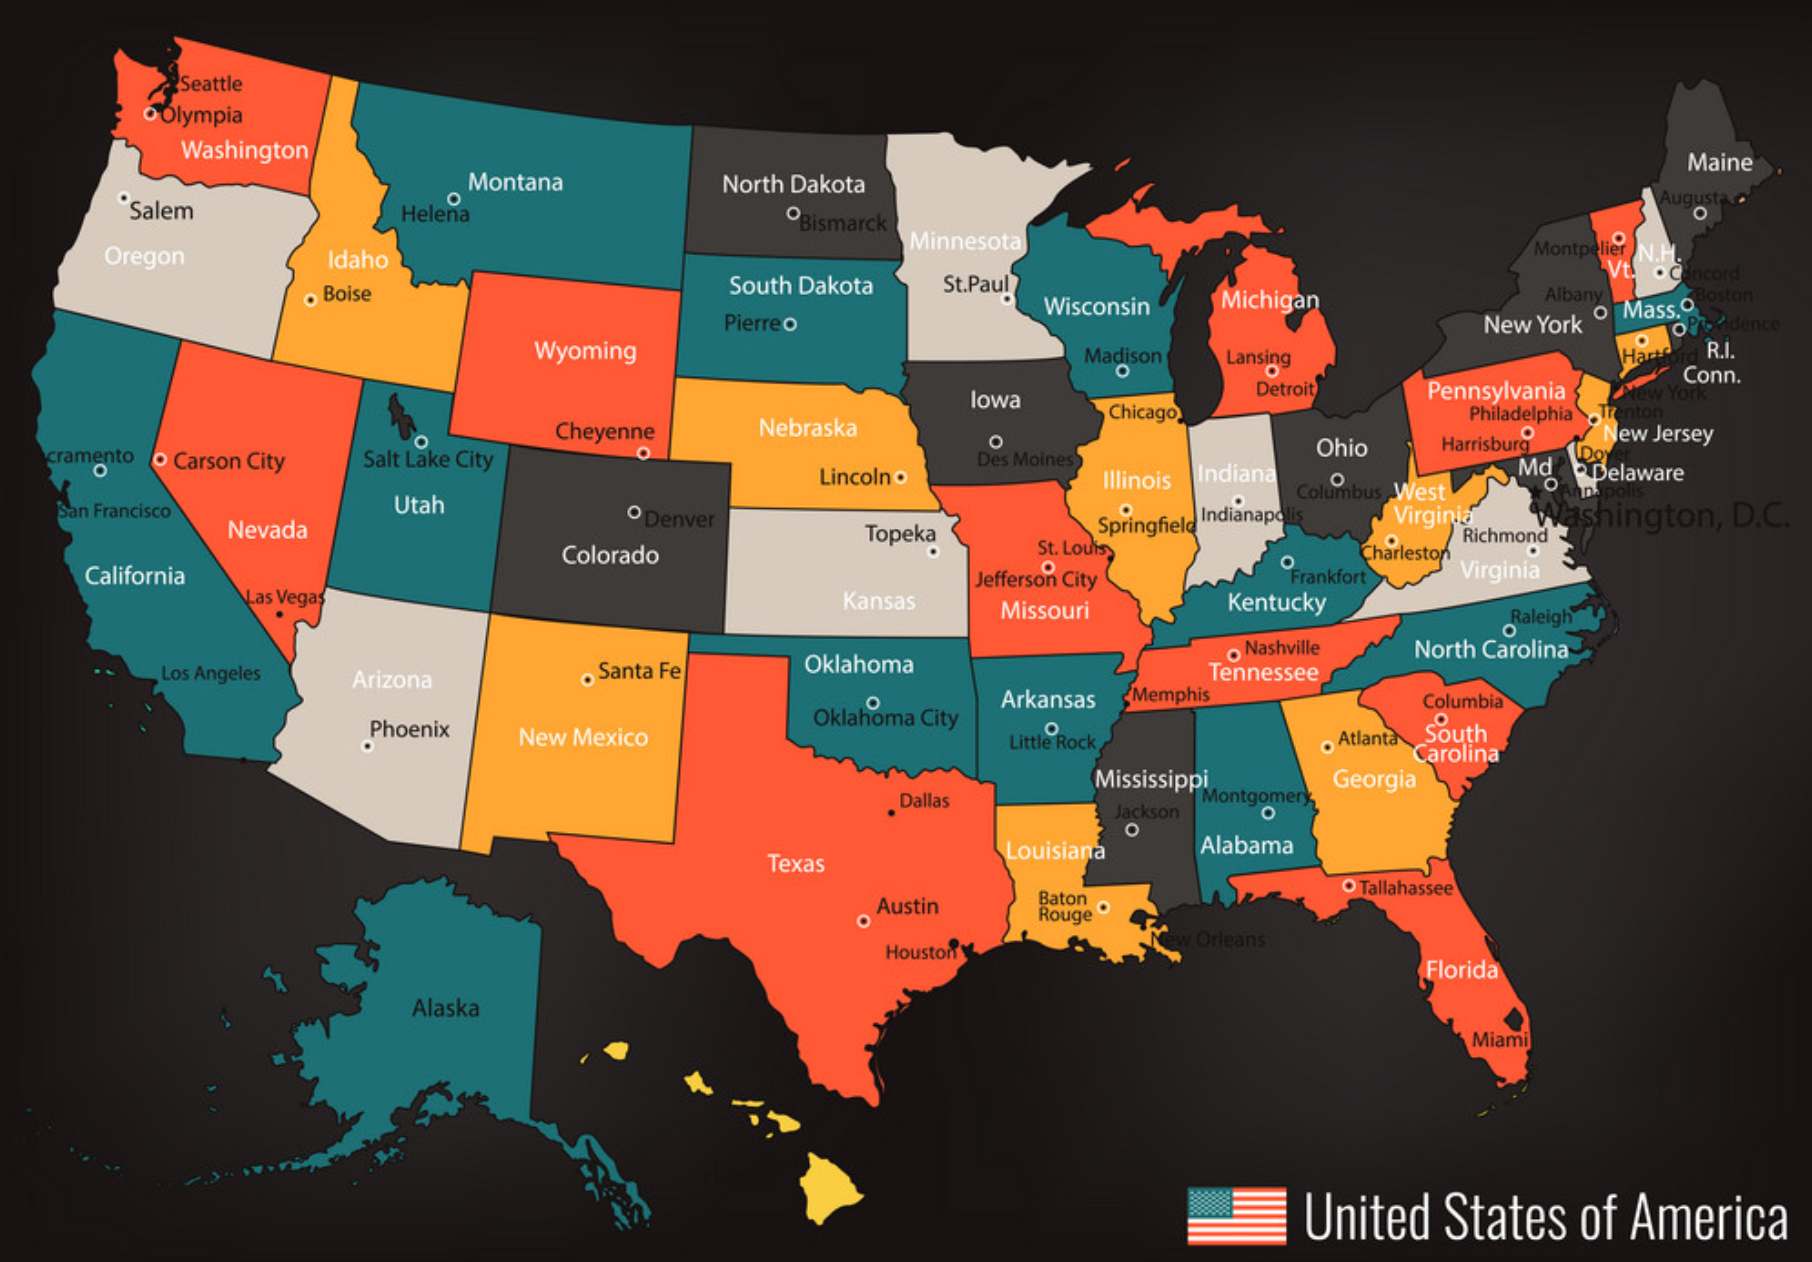 Seattle
Olympia
Washington
Salem
Oregon
Montana
Helena
Idaho
Boise
North Dakota
Bismarck
South Dakota
Pierre
Minnesota
St.Paul
Wisconsin
Madison
Michigan
Lansing
Detroit
Maine
Augusta
Montpelier
Vt.
N.H.
Concord
Albany
New York
Boston
Mass.
Providence
Hartford
R.I.
Conn.
New York
Wyoming
Cheyenne
Nebraska
Lincoln
Iowa
Des Moines
Chicago
Illinois
Springfield
Indiana
Indianapolis
Ohio
Columbus
Pennsylvania
Philadelphia
Harrisburg
Trenton
New Jersey
Dover
Delaware
Md
Annapolis
Washington, D.C.
West
Virginia
Charleston
Richmond
Virginia
cramento
San Francisco
California
Los Angeles
Carson City
Nevada
Las Vegas
Salt Lake City
Utah
Denver
Colorado
Topeka
Kansas
St. Louis
Jefferson City
Missouri
Frankfort
Kentucky
Raleigh
North Carolina
Nashville
Tennessee
Memphis
Arizona
Phoenix
Santa Fe
New Mexico
Oklahoma
Oklahoma City
Arkansas
Little Rock
Columbia
South
Carolina
Atlanta
Georgia
Mississippi
Jackson
Montgomery
Alabama
Dallas
Texas
Austin
Houston
Louisiana
Baton
Rouge
New Orleans
Tallahassee
Florida
Miami
Alaska
United States of America